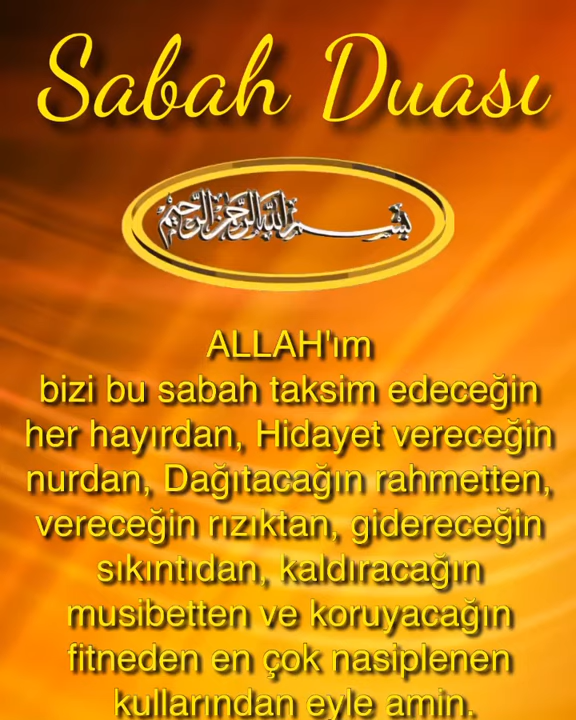 Sabah Duası
بسم الله الرحمن الرحيم
ALLAH'ım
bizi bu sabah taksim edeceğin
her hayırdan, Hidayet vereceğin
nurdan, Dağıtacağın rahmetten,
vereceğin rızıktan, gidereceğin
sıkıntıdan, kaldıracağın
musibetten ve koruyacağın
fitneden en çok nasiplenen
kullarından eyle amin.